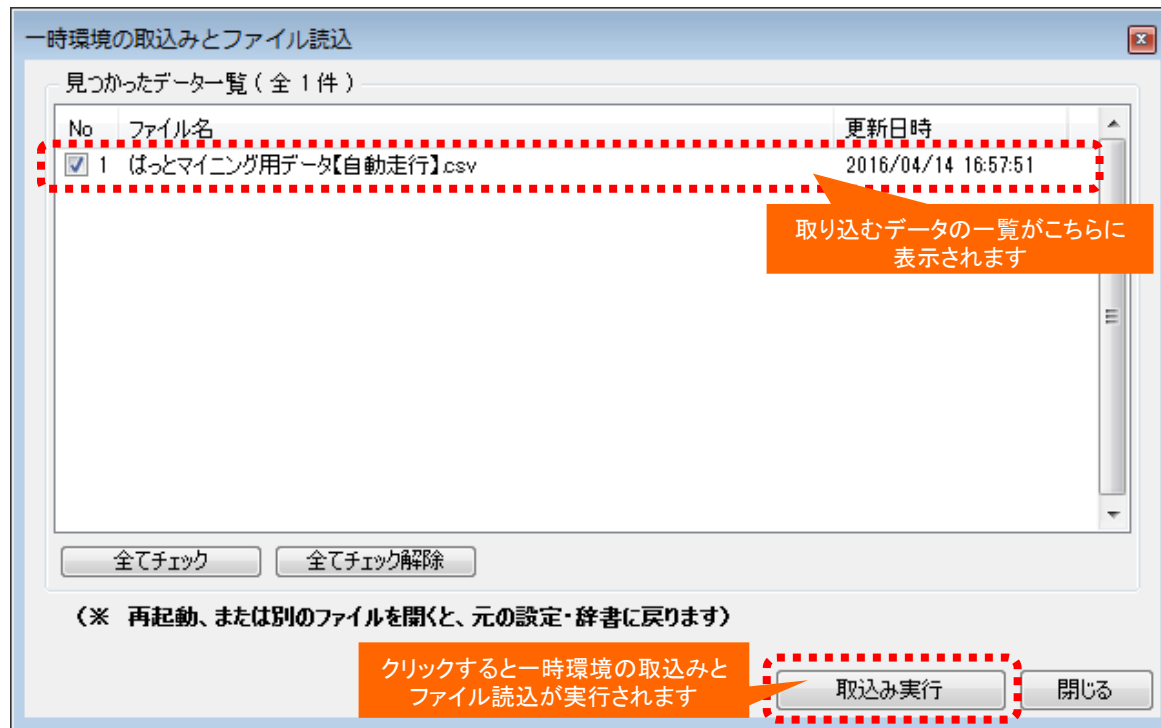 一時環境の取込みとファイル読込
見つかったデータ一覧 ( 全 1 件 )
No ファイル名 更新日時
1 ぱっとマイニング用データ【自動走行】.csv 2016/04/14 16:57:51
取り込むデータの一覧がこちらに
表示されます
全てチェック 全てチェック解除
(※ 再起動、または別のファイルを開くと、元の設定・辞書に戻ります)
クリックすると一時環境の取込みと
ファイル読込が実行されます
取込み実行 閉じる